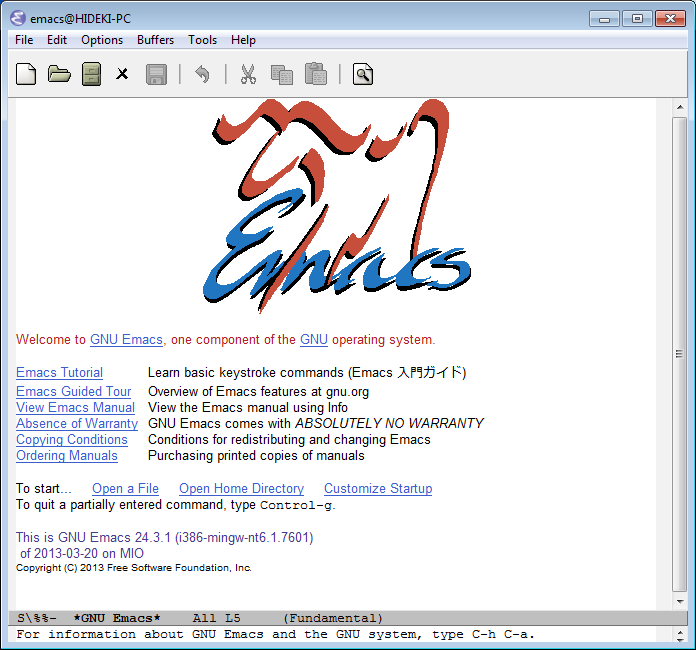 emacs@HIDEKI-PC
File Edit Options Buffers Tools Help
Emacs
Welcome to GNU Emacs, one component of the GNU operating system.
Emacs Tutorial Learn basic keystroke commands (Emacs 入門ガイド)
Emacs Guided Tour Overview of Emacs features at gnu.org
View Emacs Manual View the Emacs manual using Info
Absence of Warranty GNU Emacs comes with ABSOLUTELY NO WARRANTY
Copying Conditions Conditions for redistributing and changing Emacs
Ordering Manuals Purchasing printed copies of manuals
To start... Open a File Open Home Directory Customize Startup
To quit a partially entered command, type Control-g.
This is GNU Emacs 24.3.1 (i386-mingw-nt6.1.7601)
of 2013-03-20 on MIO
Copyright (C) 2013 Free Software Foundation, Inc.
S\%%- *GNU Emacs* All L5 (Fundamental)
For information about GNU Emacs and the GNU system, type C-h C-a.